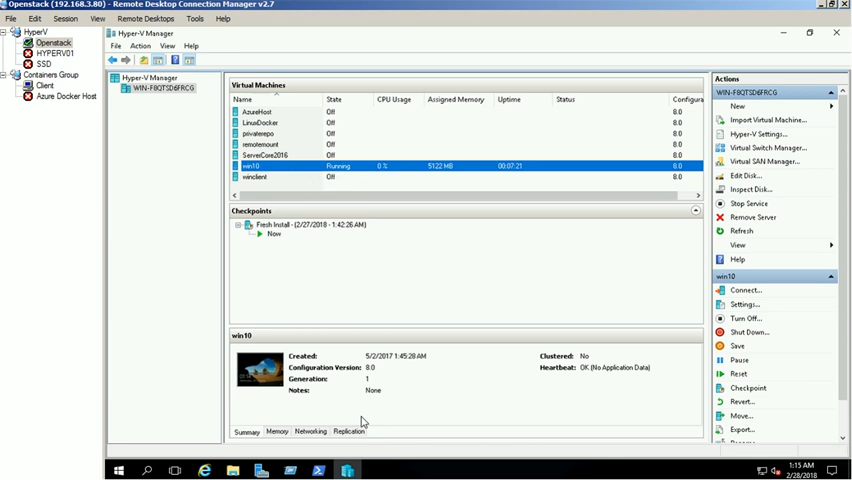 Openstack (192.168.3.80) - Remote Desktop Connection Manager v2.7
File Edit Session View Remote Desktops Tools Help
HyperV
Openstack
HYPERV01
SSD
Containers Group
Client
Azure Docker Host
Hyper-V Manager
File Action View Help
Hyper-V Manager
WIN-F8QTSD6FRCG
Virtual Machines
Name State CPU Usage Assigned Memory Uptime Status Configura
AzureHost Off 8.0
LinuxDocker Off 8.0
privaterepo Off 8.0
remotemount Off 8.0
ServerCore2016 Off 8.0
win10 Running 0 % 5122 MB 00:07:21 8.0
winclient Off 8.0
Checkpoints
Fresh Install - (2/27/2018 - 1:42:26 AM)
Now
win10
Created: 5/2/2017 1:45:28 AM Clustered: No
Configuration Version: 8.0 Heartbeat: OK (No Application Data)
Generation: 1
Notes: None
Summary Memory Networking Replication
Actions
WIN-F8QTSD6FRCG
New
Import Virtual Machine...
Hyper-V Settings...
Virtual Switch Manager...
Virtual SAN Manager...
Edit Disk...
Inspect Disk...
Stop Service
Remove Server
Refresh
View
Help
win10
Connect...
Settings...
Turn Off...
Shut Down...
Save
Pause
Reset
Checkpoint
Revert...
Move...
Export...
1:15 AM
2/28/2018